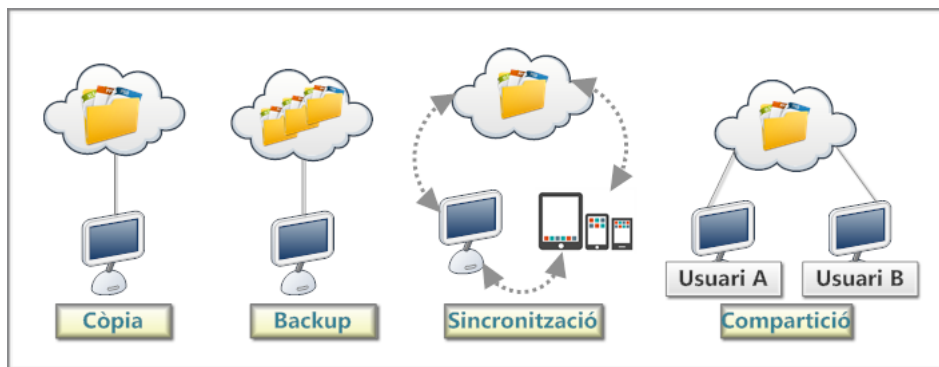 Usuari A
Usuari B
Còpia
Backup
Sincronització
Compartició